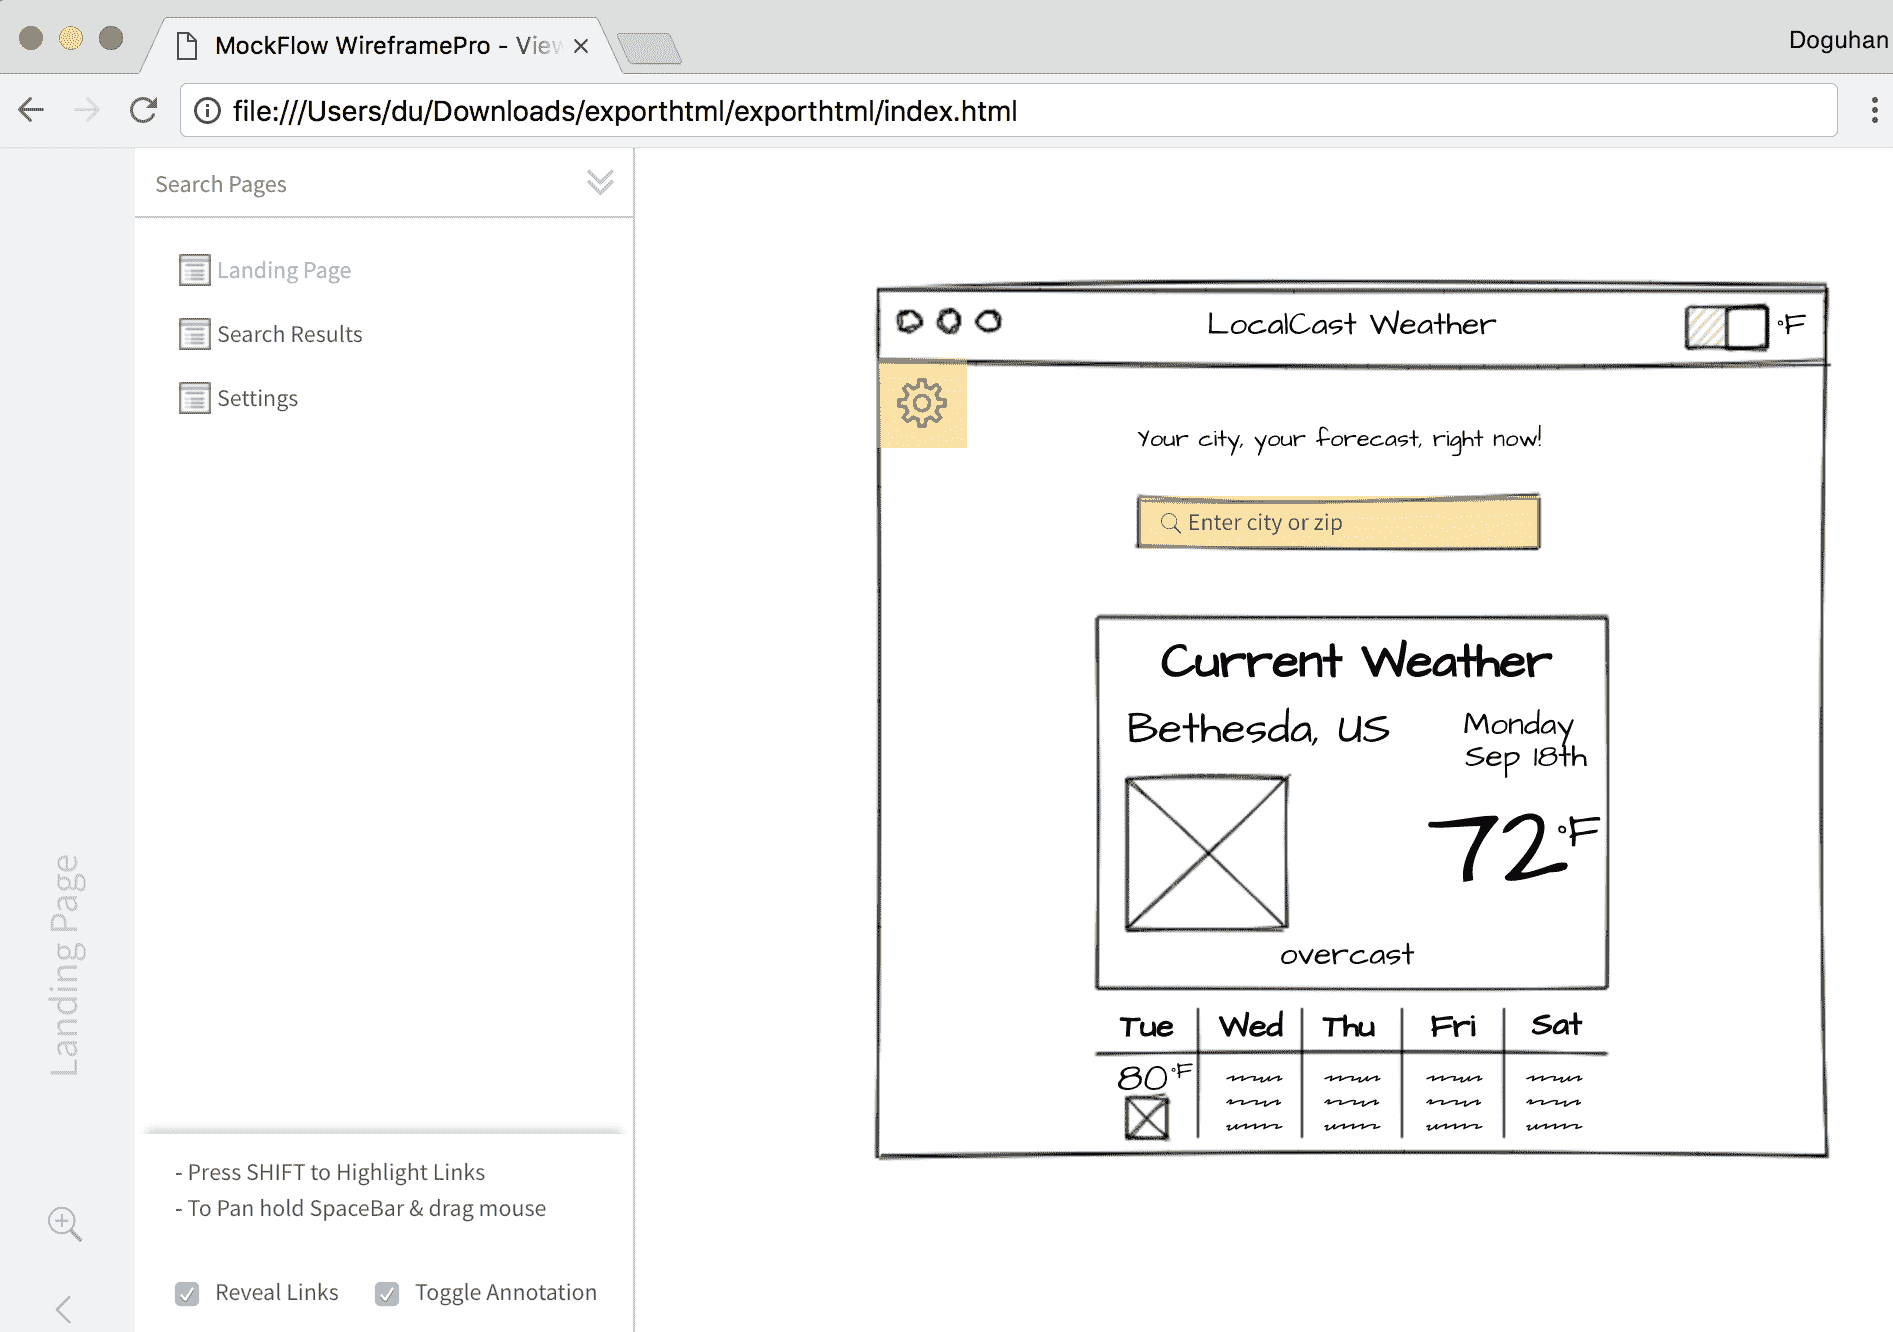 MockFlow WireframePro - View
Doguhan
file:///Users/du/Downloads/exporthtml/exporthtml/index.html
Search Pages
Landing Page
Search Results
Settings
Landing Page
- Press SHIFT to Highlight Links
- To Pan hold SpaceBar & drag mouse
Reveal Links
Toggle Annotation
LocalCast Weather
°F
Your city, your forecast, right now!
Enter city or zip
Current Weather
Bethesda, US
Monday
Sep 18th
72°F
overcast
Tue Wed Thu Fri Sat
80°F